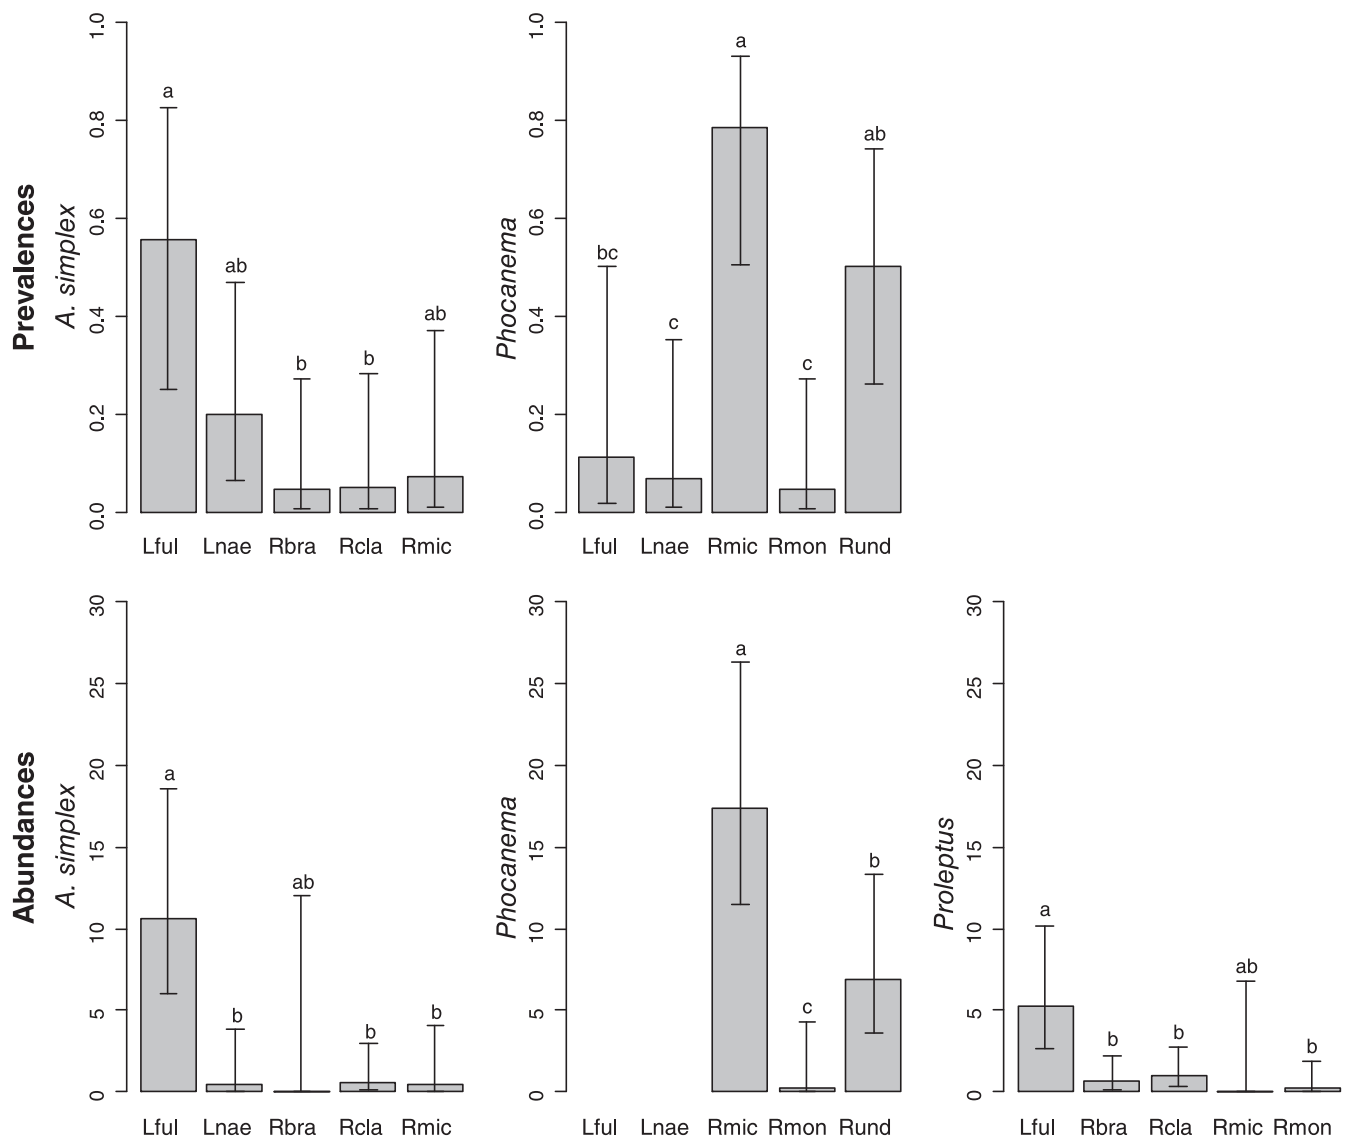 Prevalences
A. simplex
1.0
0.8
0.6
0.4
0.2
0.0
a
ab
b
b
ab
Lful Lnae Rbra Rcla Rmic
Phocanema
1.0
0.8
0.6
0.4
0.2
0.0
bc
c
a
c
ab
Lful Lnae Rmic Rmon Rund
Abundances
A. simplex
30
25
20
15
10
5
0
a
b
ab
b
b
Lful Lnae Rbra Rcla Rmic
Phocanema
30
25
20
15
10
5
0
a
c
b
Lful Lnae Rmic Rmon Rund
Proleptus
30
25
20
15
10
5
0
a
b
b
ab
b
Lful Rbra Rcla Rmic Rmon